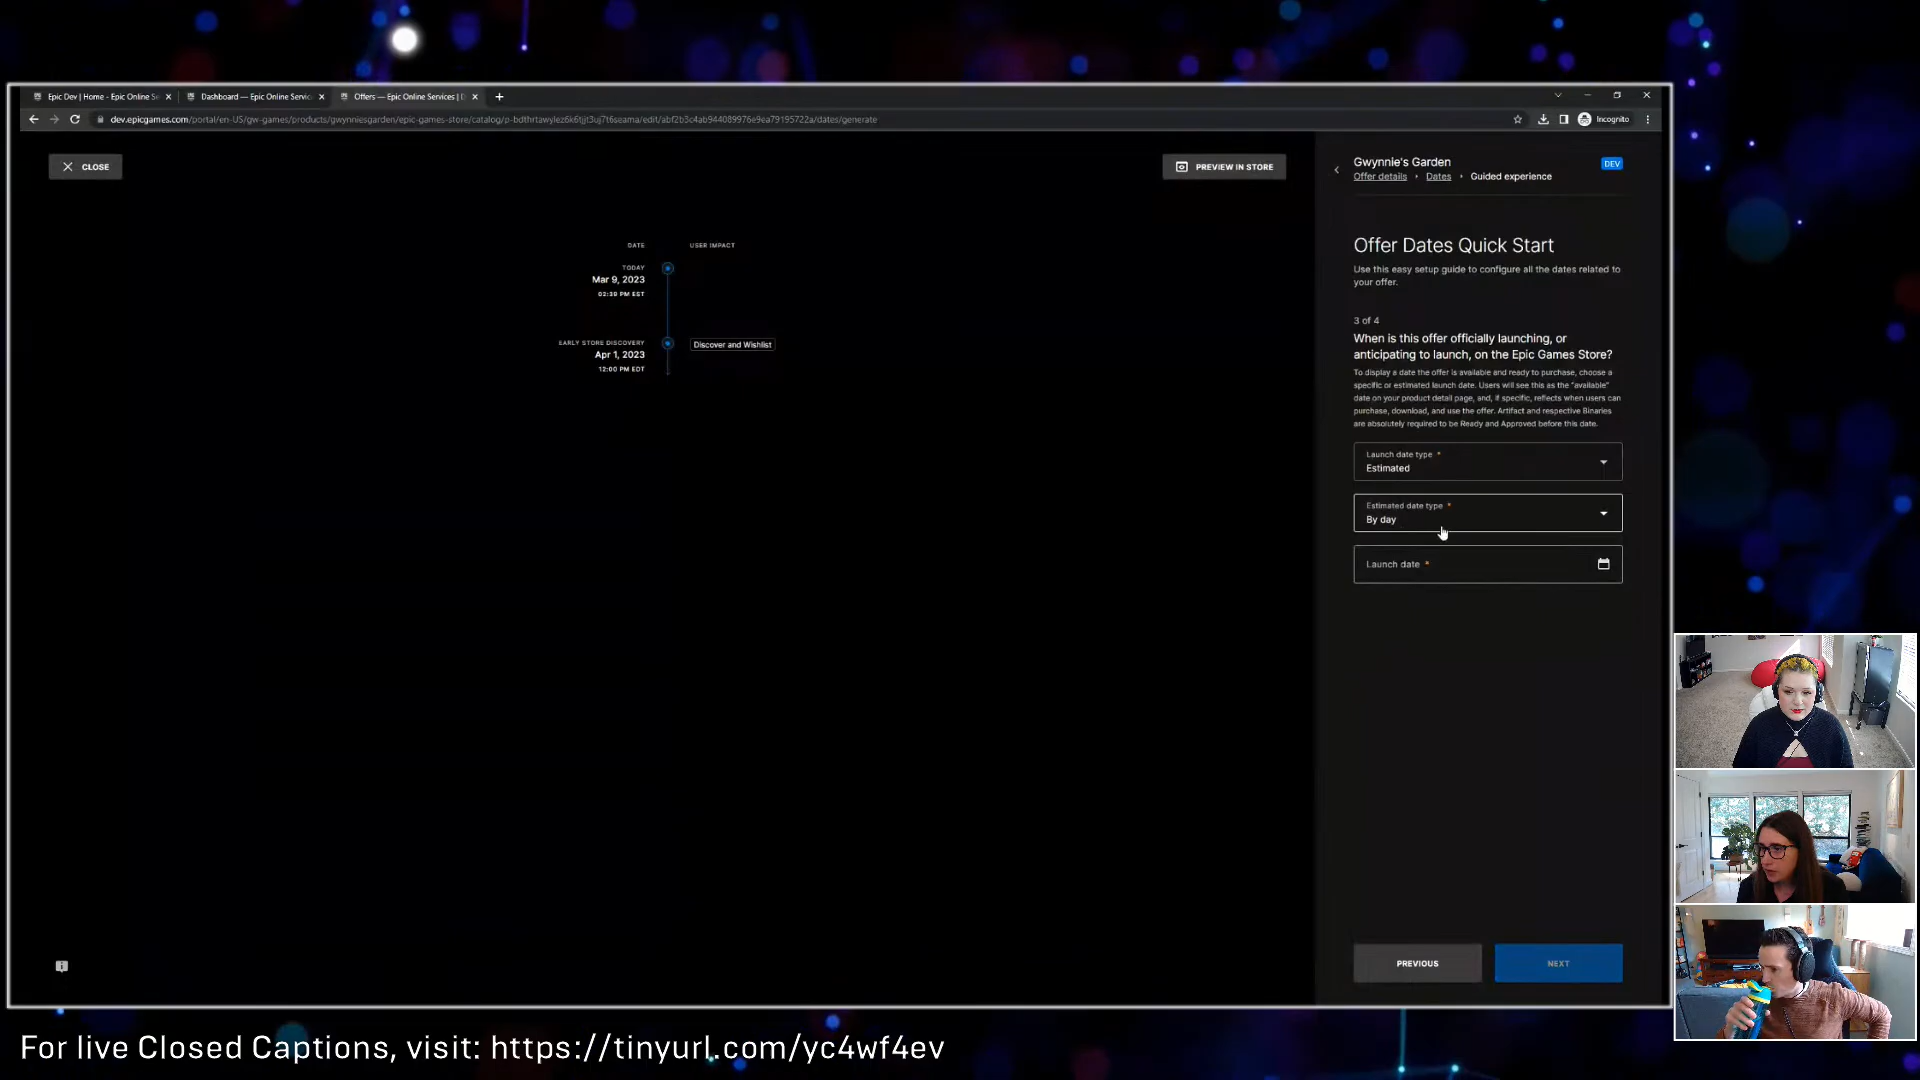 Epic Dev | Home - Epic Online Se
Dashboard — Epic Online Servic
Offers — Epic Online Services |
Incognito
CLOSE
PREVIEW IN STORE
Gwynnie's Garden
DEV
Offer details • Dates • Guided experience
DATE
USER IMPACT
TODAY
Mar 9, 2023
02:39 PM EST
EARLY STORE DISCOVERY
Apr 1, 2023
12:00 PM EDT
Discover and Wishlist
Offer Dates Quick Start
Use this easy setup guide to configure all the dates related to
your offer.
3 of 4
When is this offer officially launching, or
anticipating to launch, on the Epic Games Store?
To display a date the offer is available and ready to purchase, choose a
specific or estimated launch date. Users will see this as the "available"
date on your product detail page, and, if specific, reflects when users can
purchase, download, and use the offer. Artifact and respective Binaries
are absolutely required to be Ready and Approved before this date.
Launch date type *
Estimated
Estimated date type *
By day
Launch date *
PREVIOUS
NEXT
For live Closed Captions, visit: https://tinyurl.com/yc4wf4ev